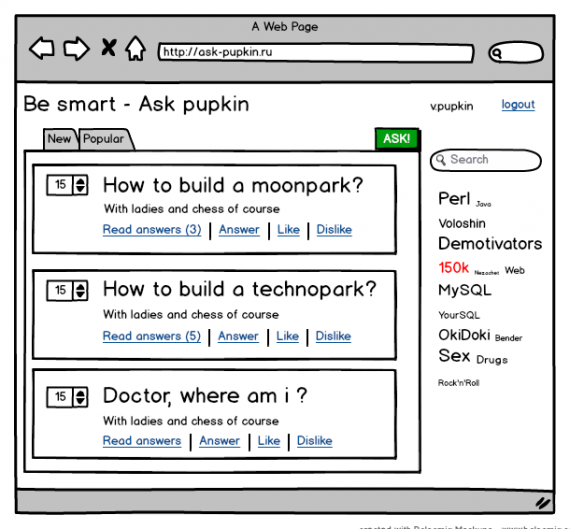 A Web Page
http://ask-pupkin.ru
Be smart - Ask pupkin
v.pupkin logout
New Popular
ASK!
Search
15 How to build a moonpark?
With ladies and chess of course
Read answers (3) Answer Like Dislike
15 How to build a technopark?
With ladies and chess of course
Read answers (5) Answer Like Dislike
15 Doctor, where am i ?
With ladies and chess of course
Read answers Answer Like Dislike
Perl Java
Voloshin
Demotivators
150k Nezachet Web
MySQL
YourSQL
OkiDoki Bender
Sex Drugs
Rock'n'Roll